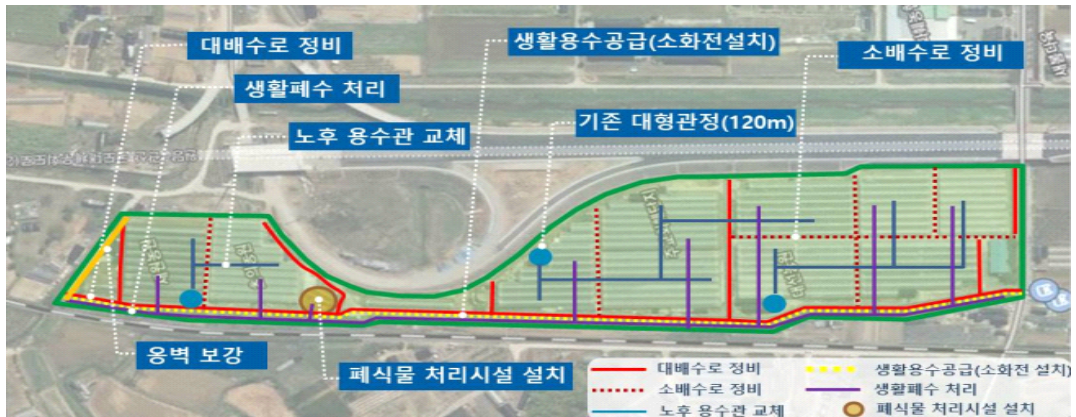 대배수로 정비
생활용수공급(소화전설치)
소배수로 정비
생활폐수 처리
노후 용수관 교체
기존 대형관정(120m)
옹벽 보강
폐식물 처리시설 설치
대배수로 정비
생활용수공급(소화전 설치)
소배수로 정비
생활폐수 처리
노후 용수관 교체
폐식물 처리시설 설치